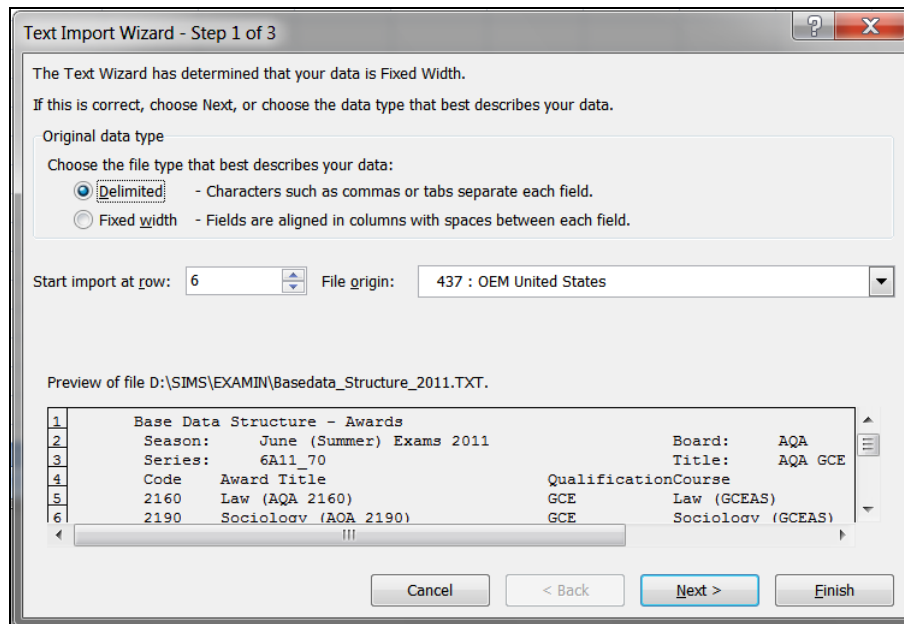 Text Import Wizard - Step 1 of 3
The Text Wizard has determined that your data is Fixed Width.
If this is correct, choose Next, or choose the data type that best describes your data.
Original data type
Choose the file type that best describes your data:
Delimited - Characters such as commas or tabs separate each field.
Fixed width - Fields are aligned in columns with spaces between each field.
Start import at row: 6 File origin: 437 : OEM United States
Preview of file D:\SIMS\EXAMIN\Basedata_Structure_2011.TXT.
1 Base Data Structure - Awards
2 Season: June (Summer) Exams 2011 Board: AQA
3 Series: 6A11_70 Title: AQA GCE
4 Code Award Title QualificationCourse
5 2160 Law (AQA 2160) GCE Law (GCEAS)
6 2190 Sociology (AQA 2190) GCE Sociology (GCEAS)
Cancel < Back Next > Finish